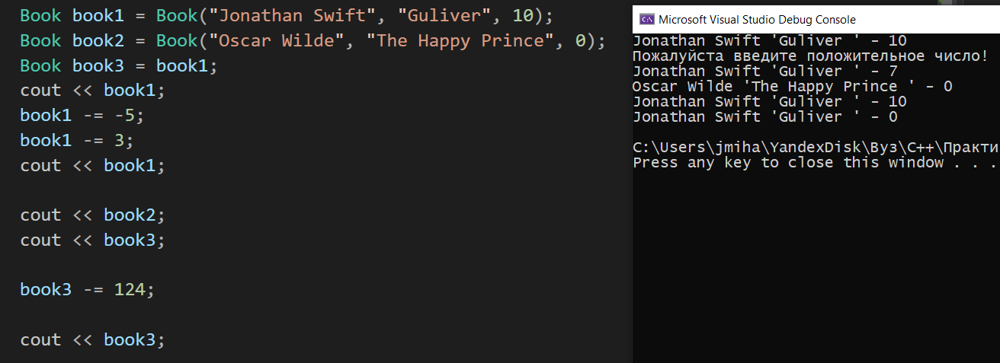 Book book1 = Book("Jonathan Swift", "Guliver", 10);
Book book2 = Book("Oscar Wilde", "The Happy Prince", 0);
Book book3 = book1;
cout << book1;
book1 -= -5;
book1 -= 3;
cout << book1;
cout << book2;
cout << book3;
book3 -= 124;
cout << book3;
Microsoft Visual Studio Debug Console
Jonathan Swift 'Guliver ' - 10
Пожалуйста введите положительное число!
Jonathan Swift 'Guliver ' - 7
Oscar Wilde 'The Happy Prince ' - 0
Jonathan Swift 'Guliver ' - 10
Jonathan Swift 'Guliver ' - 0
C:\Users\jmiha\YandexDisk\Вуз\C++\Практи
Press any key to close this window . . .